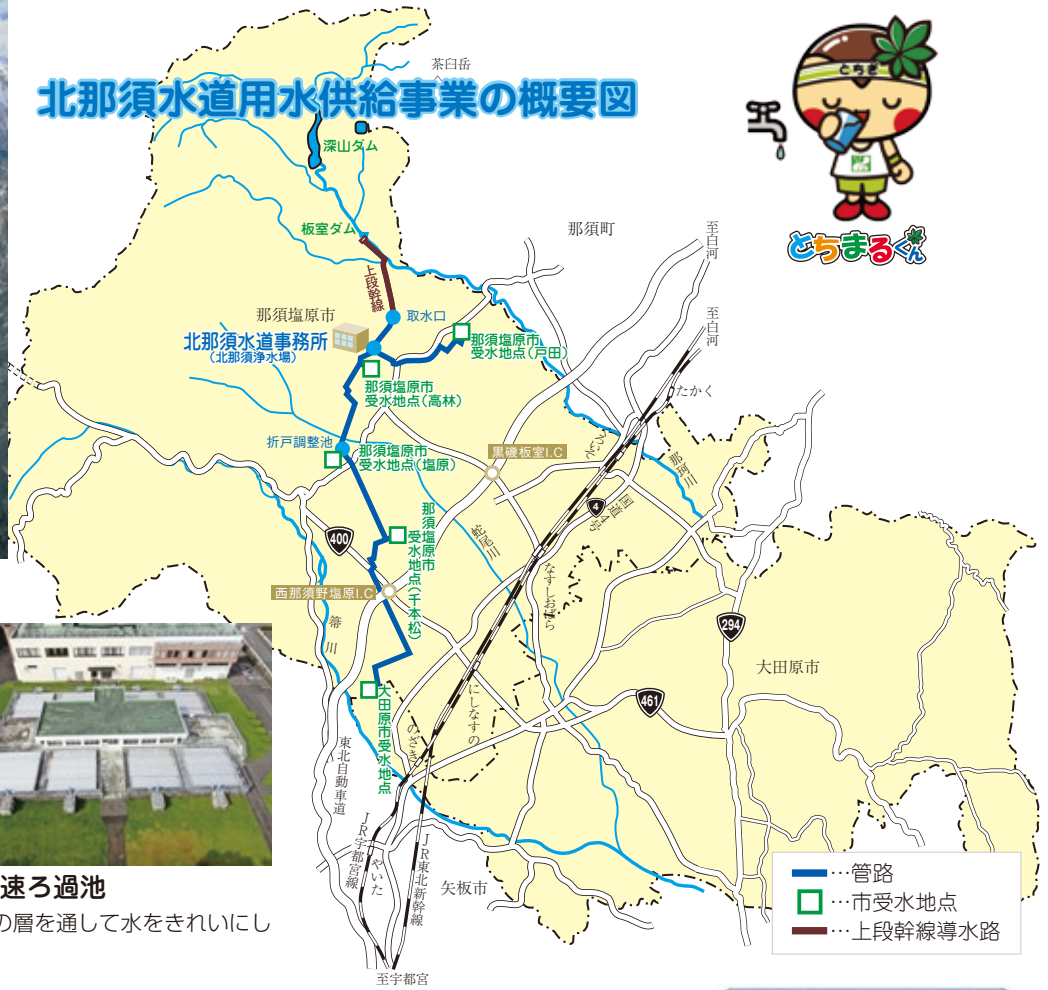 北那須水道用水供給事業の概要図
茶臼岳
深山ダム
板室ダム
上段幹線
那須町
至白河
至白河
とちぎ
とちまるくん
那須塩原市
取水口
北那須水道事務所
(北那須浄水場)
那須塩原市
受水地点(戸田)
那須塩原市
受水地点(高林)
折戸調整池
那須塩原市
受水地点(塩原)
黒磯板室I.C
たかく
くろいそ
那珂川
国道4号
4
那須塩原市
受水地点(千本松)
蛇尾川
400
西那須野塩原I.C
なすしおばら
箒川
294
大田原市
461
大田原市受水地点
にしなすの
のざき
東北自動車道
JR宇都宮線
やいた
JR東北新幹線
矢板市
至宇都宮
…管路
…市受水地点
…上段幹線導水路
速ろ過池
の層を通して水をきれいにし